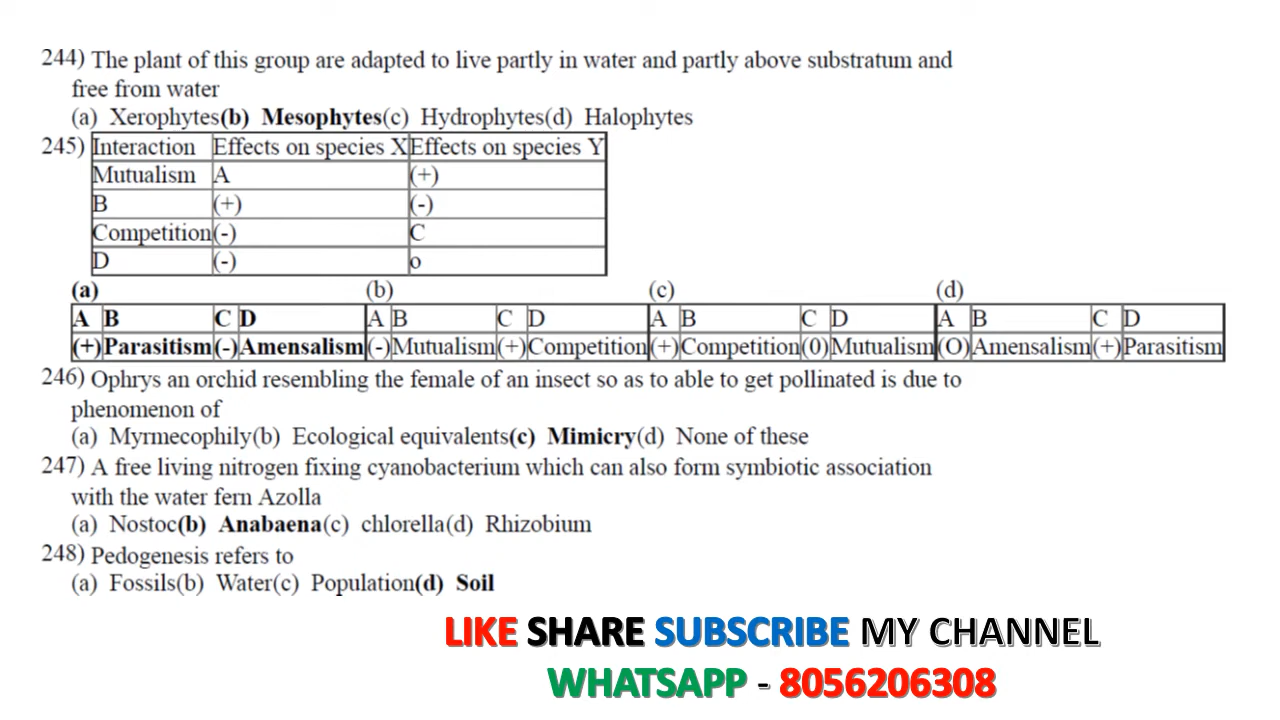 244) The plant of this group are adapted to live partly in water and partly above substratum and
free from water
(a) Xerophytes(b) Mesophytes(c) Hydrophytes(d) Halophytes
245) Interaction Effects on species X Effects on species Y
Mutualism A (+)
B (+) (-)
Competition (-) C
D (-) o
(a) (b) (c) (d)
A B C D A B C D A B C D A B C D
(+) Parasitism (-) Amensalism (-) Mutualism (+) Competition (+) Competition (0) Mutualism (O) Amensalism (+) Parasitism
246) Ophrys an orchid resembling the female of an insect so as to able to get pollinated is due to
phenomenon of
(a) Myrmecophily(b) Ecological equivalents(c) Mimicry(d) None of these
247) A free living nitrogen fixing cyanobacterium which can also form symbiotic association
with the water fern Azolla
(a) Nostoc(b) Anabaena(c) chlorella(d) Rhizobium
248) Pedogenesis refers to
(a) Fossils(b) Water(c) Population(d) Soil
LIKE SHARE SUBSCRIBE MY CHANNEL
WHATSAPP - 8056206308